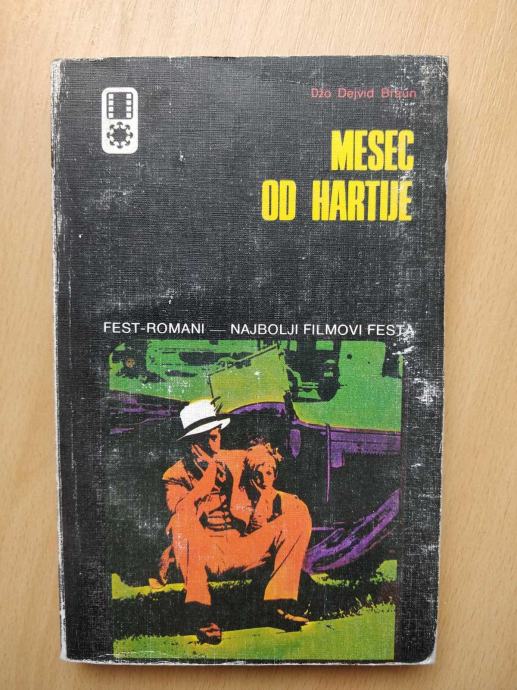 Džo Dejvid Braun
MESEC
OD HARTIJE
FEST-ROMANI — NAJBOLJI FILMOVI FESTA